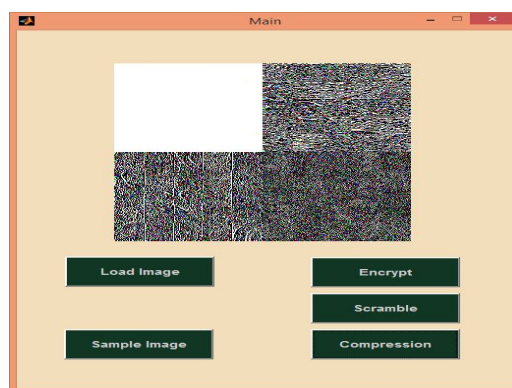 Main
Load Image
Encrypt
Scramble
Sample Image
Compression